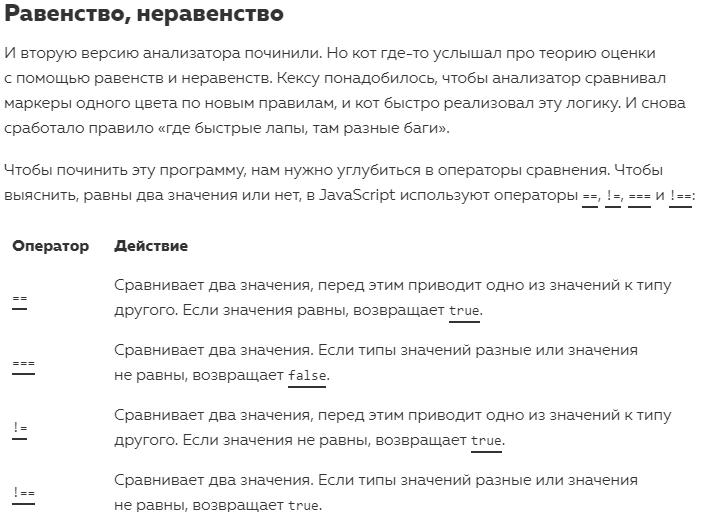 Равенство, неравенство
И вторую версию анализатора починили. Но кот где-то услышал про теорию оценки
с помощью равенств и неравенств. Кексу понадобилось, чтобы анализатор сравнивал
маркеры одного цвета по новым правилам, и кот быстро реализовал эту логику. И снова
сработало правило «где быстрые лапы, там разные баги».
Чтобы починить эту программу, нам нужно углубиться в операторы сравнения. Чтобы
выяснить, равны два значения или нет, в JavaScript используют операторы ==, !=, === и !==:
Оператор Действие
== Сравнивает два значения, перед этим приводит одно из значений к типу
другого. Если значения равны, возвращает true.
=== Сравнивает два значения. Если типы значений разные или значения
не равны, возвращает false.
!= Сравнивает два значения, перед этим приводит одно из значений к типу
другого. Если значения не равны, возвращает true.
!== Сравнивает два значения. Если типы значений разные или значения
не равны, возвращает true.